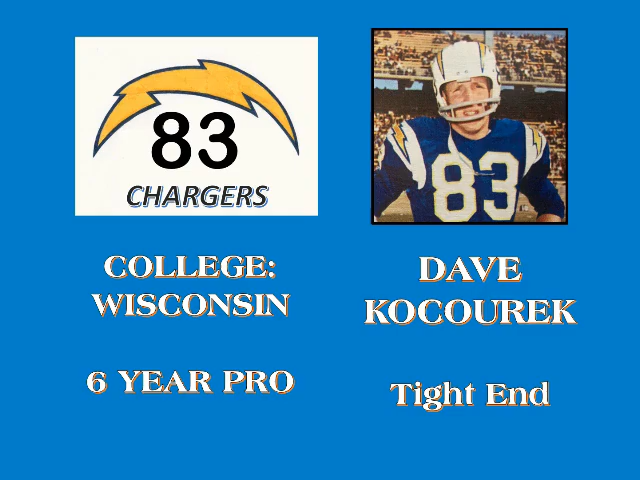 83
CHARGERS
COLLEGE:
WISCONSIN
6 YEAR PRO
83
DAVE
KOCOUREK
Tight End